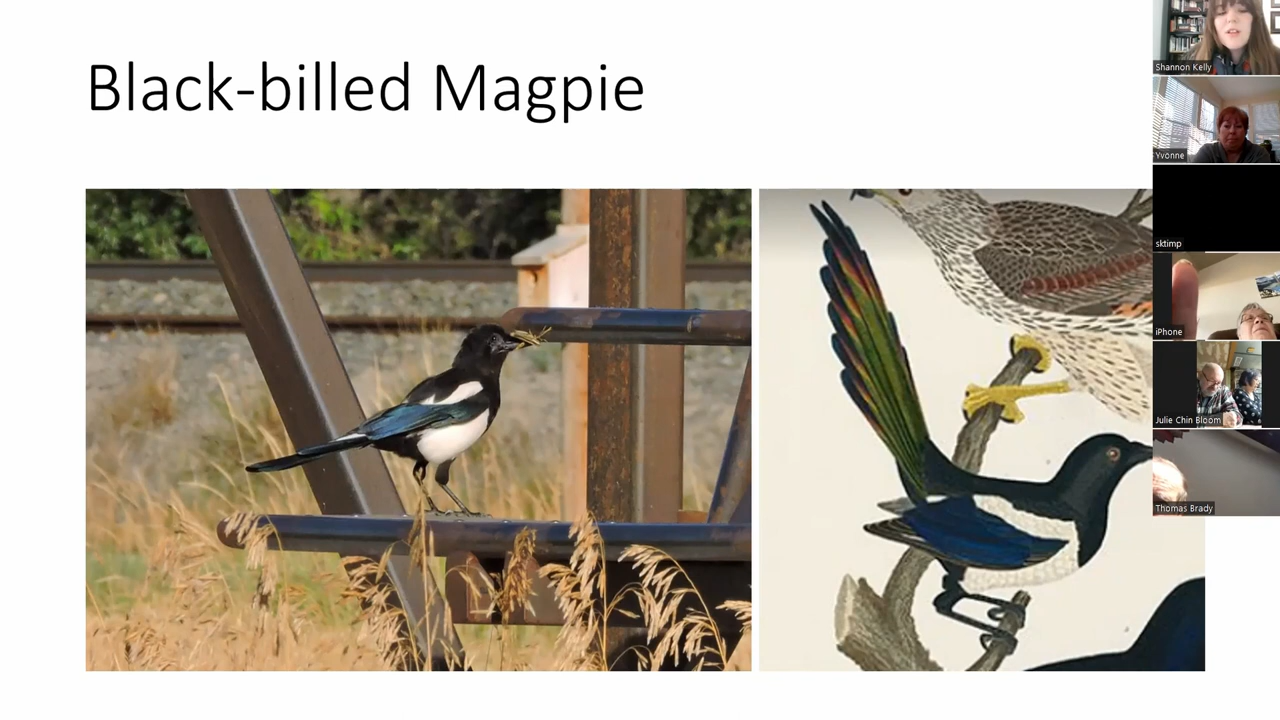 Black-billed Magpie
Shannon Kelly
Yvonne
sktimp
iPhone
Julie Chin Bloom
Thomas Brady